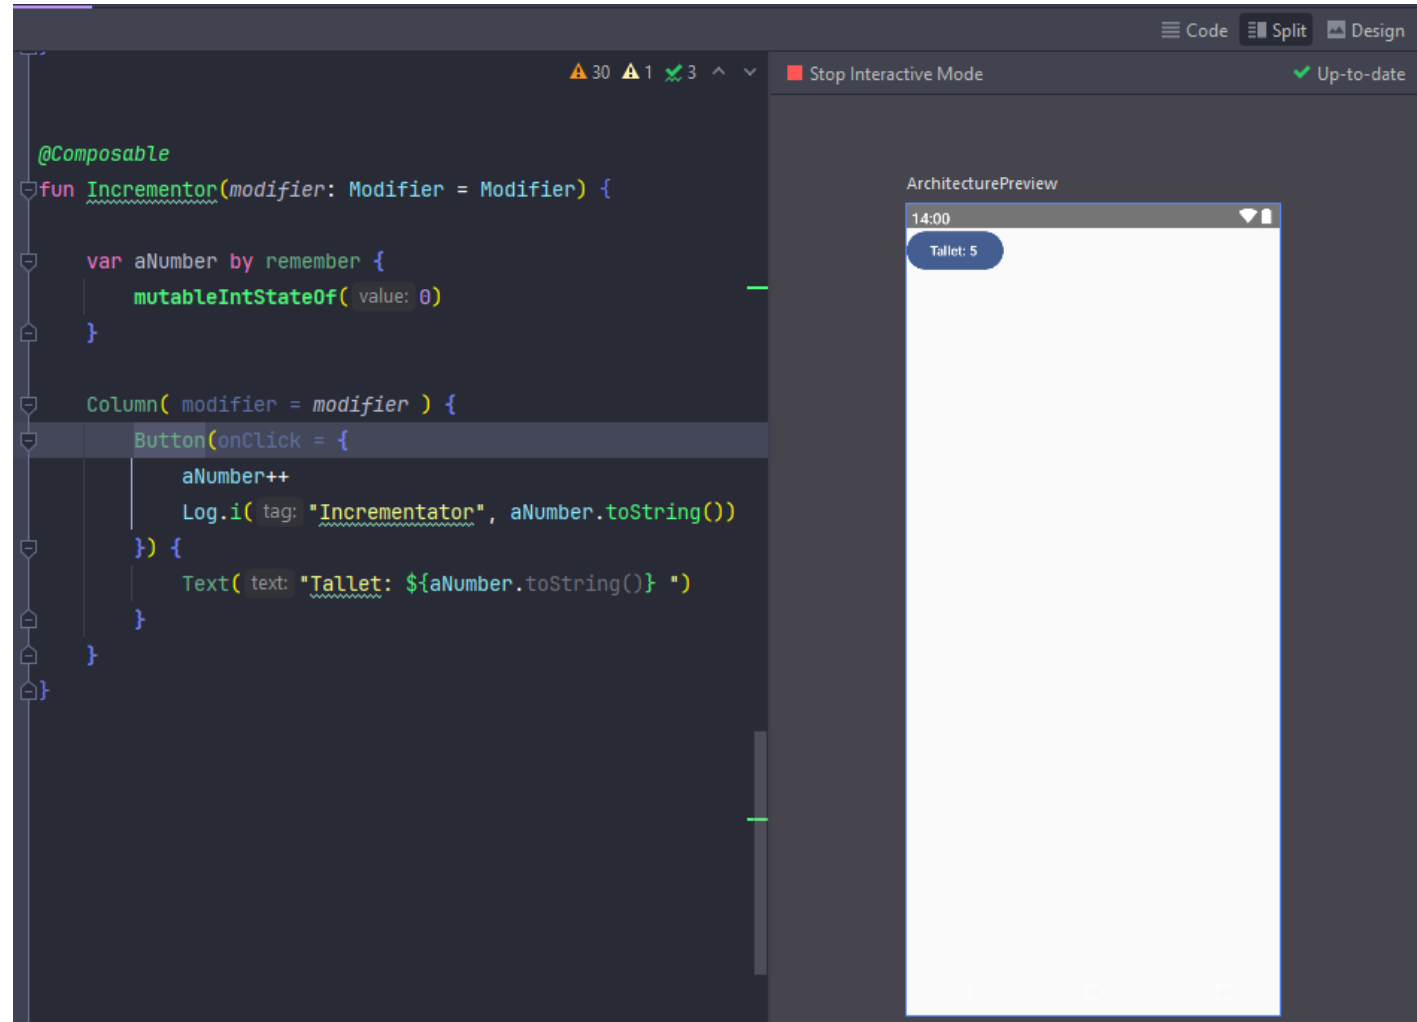 Code Split Design
30 1 3
Stop Interactive Mode Up-to-date
@Composable
fun Incrementor(modifier: Modifier = Modifier) {
var aNumber by remember {
mutableIntStateOf( value: 0)
}
Column( modifier = modifier ) {
Button(onClick = {
aNumber++
Log.i( tag: "Incrementator", aNumber.toString())
}) {
Text( text: "Tallet: ${aNumber.toString()} ")
}
}
}
ArchitecturePreview
14:00
Tallet: 5